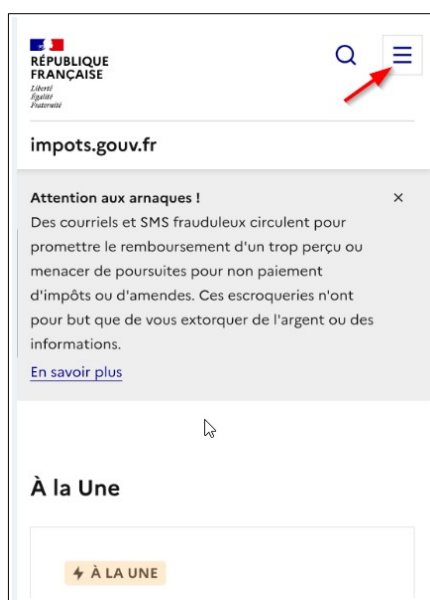 RÉPUBLIQUE
FRANÇAISE
Liberté
Égalité
Fraternité
impots.gouv.fr
Attention aux arnaques !
Des courriels et SMS frauduleux circulent pour
promettre le remboursement d'un trop perçu ou
menacer de poursuites pour non paiement
d'impôts ou d'amendes. Ces escroqueries n'ont
pour but que de vous extorquer de l'argent ou des
informations.
En savoir plus
À la Une
À LA UNE